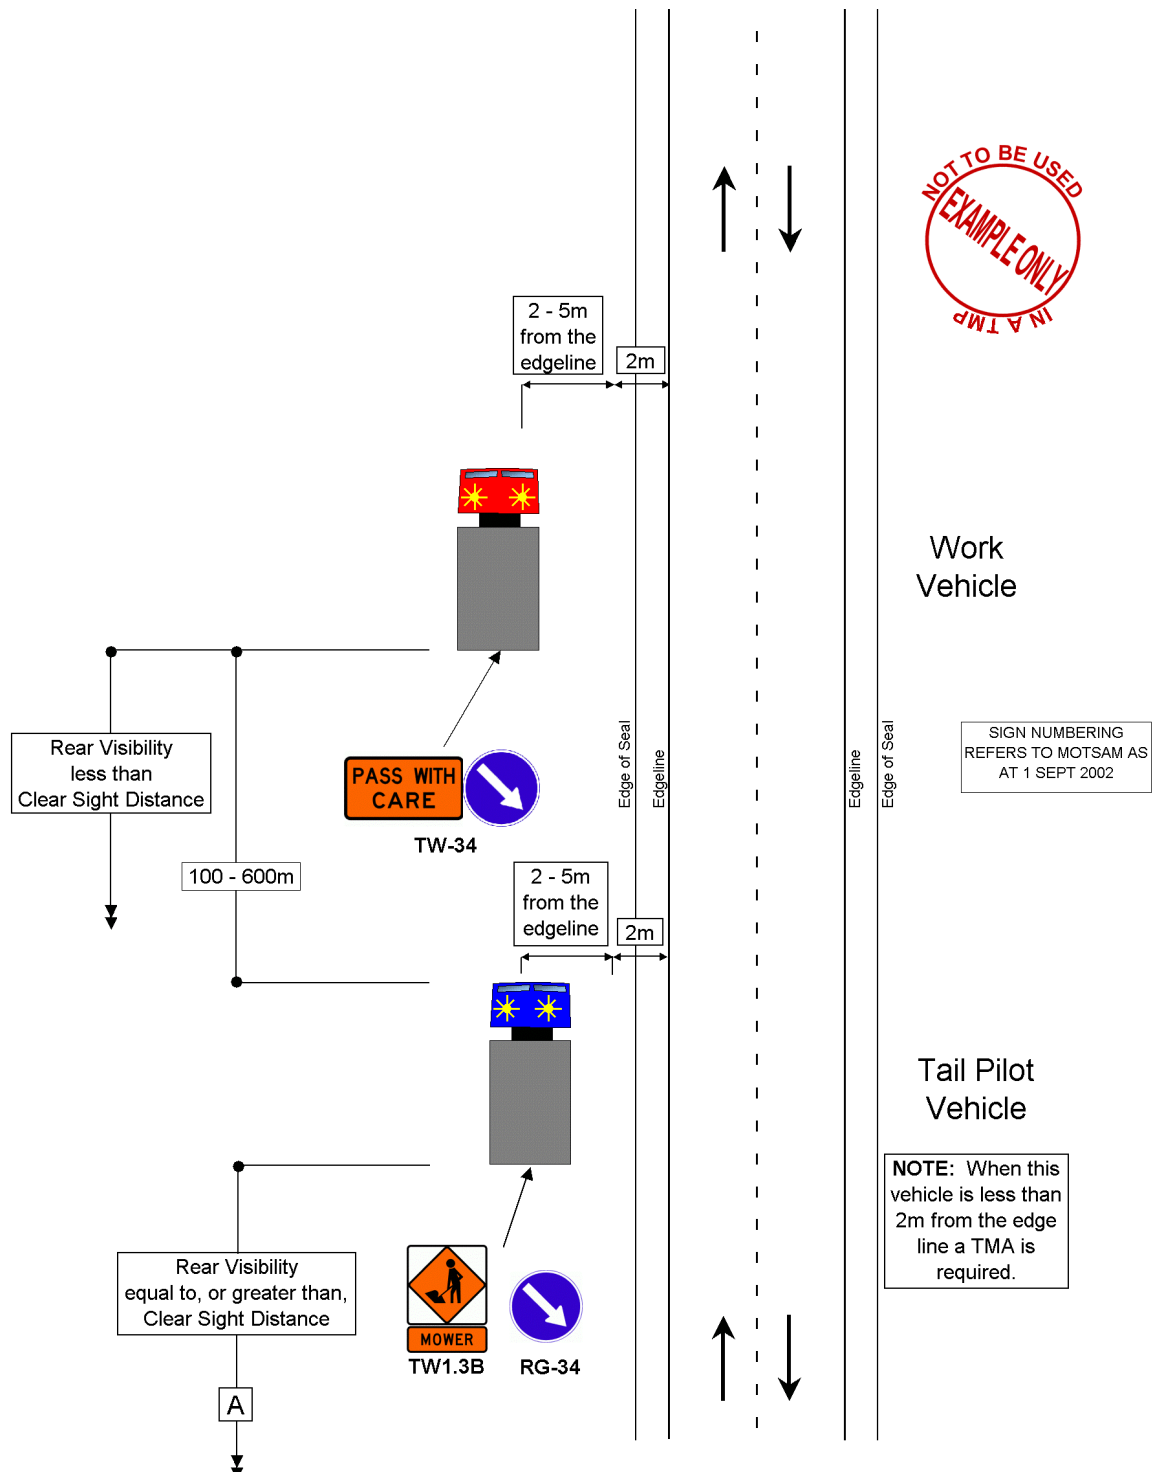 NOT TO BE USED
EXAMPLE ONLY
IN A TMP
2 - 5m
from the
edgeline
2m
Work
Vehicle
Rear Visibility
less than
Clear Sight Distance
PASS WITH
CARE
TW-34
Edge of Seal
Edgeline
Edgeline
Edge of Seal
SIGN NUMBERING
REFERS TO MOTSAM AS
AT 1 SEPT 2002
100 - 600m
2 - 5m
from the
edgeline
2m
Tail Pilot
Vehicle
NOTE: When this
vehicle is less than
2m from the edge
line a TMA is
required.
Rear Visibility
equal to, or greater than,
Clear Sight Distance
MOWER
TW1.3B
RG-34
A